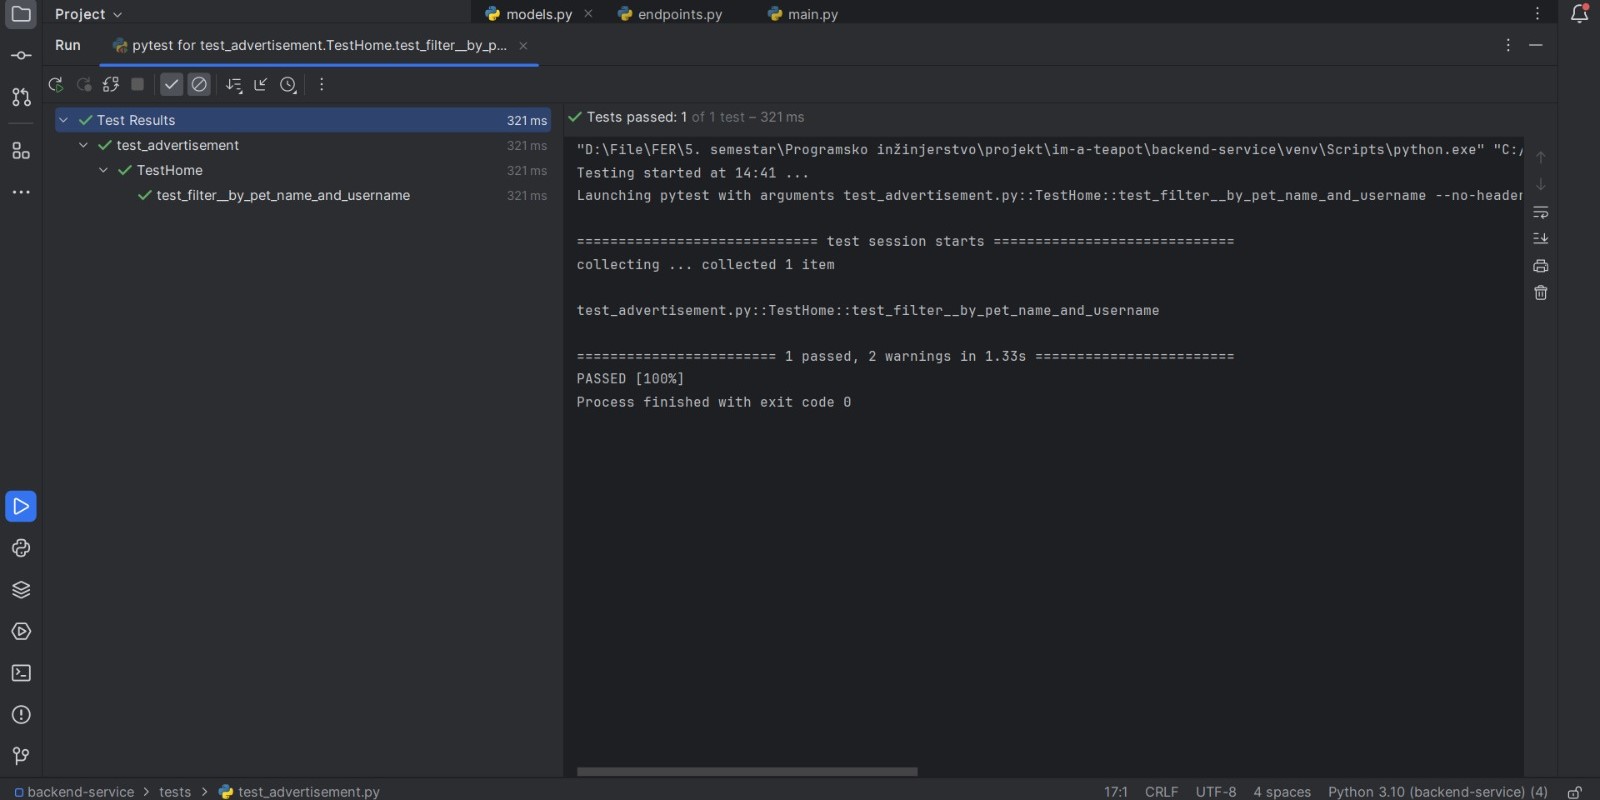 Project
models.py
endpoints.py
main.py
Run
pytest for test_advertisement.TestHome.test_filter__by_p...
Test Results
321 ms
test_advertisement
321 ms
TestHome
321 ms
test_filter__by_pet_name_and_username
321 ms
Tests passed: 1 of 1 test – 321 ms
"D:\File\FER\5. semestar\Programsko inžinjerstvo\projekt\im-a-teapot\backend-service\venv\Scripts\python.exe" "C:/
Testing started at 14:41 ...
Launching pytest with arguments test_advertisement.py::TestHome::test_filter__by_pet_name_and_username --no-header
============================= test session starts =============================
collecting ... collected 1 item
test_advertisement.py::TestHome::test_filter__by_pet_name_and_username
======================== 1 passed, 2 warnings in 1.33s ========================
PASSED [100%]
Process finished with exit code 0
backend-service > tests > test_advertisement.py
17:1 CRLF UTF-8 4 spaces Python 3.10 (backend-service) (4)